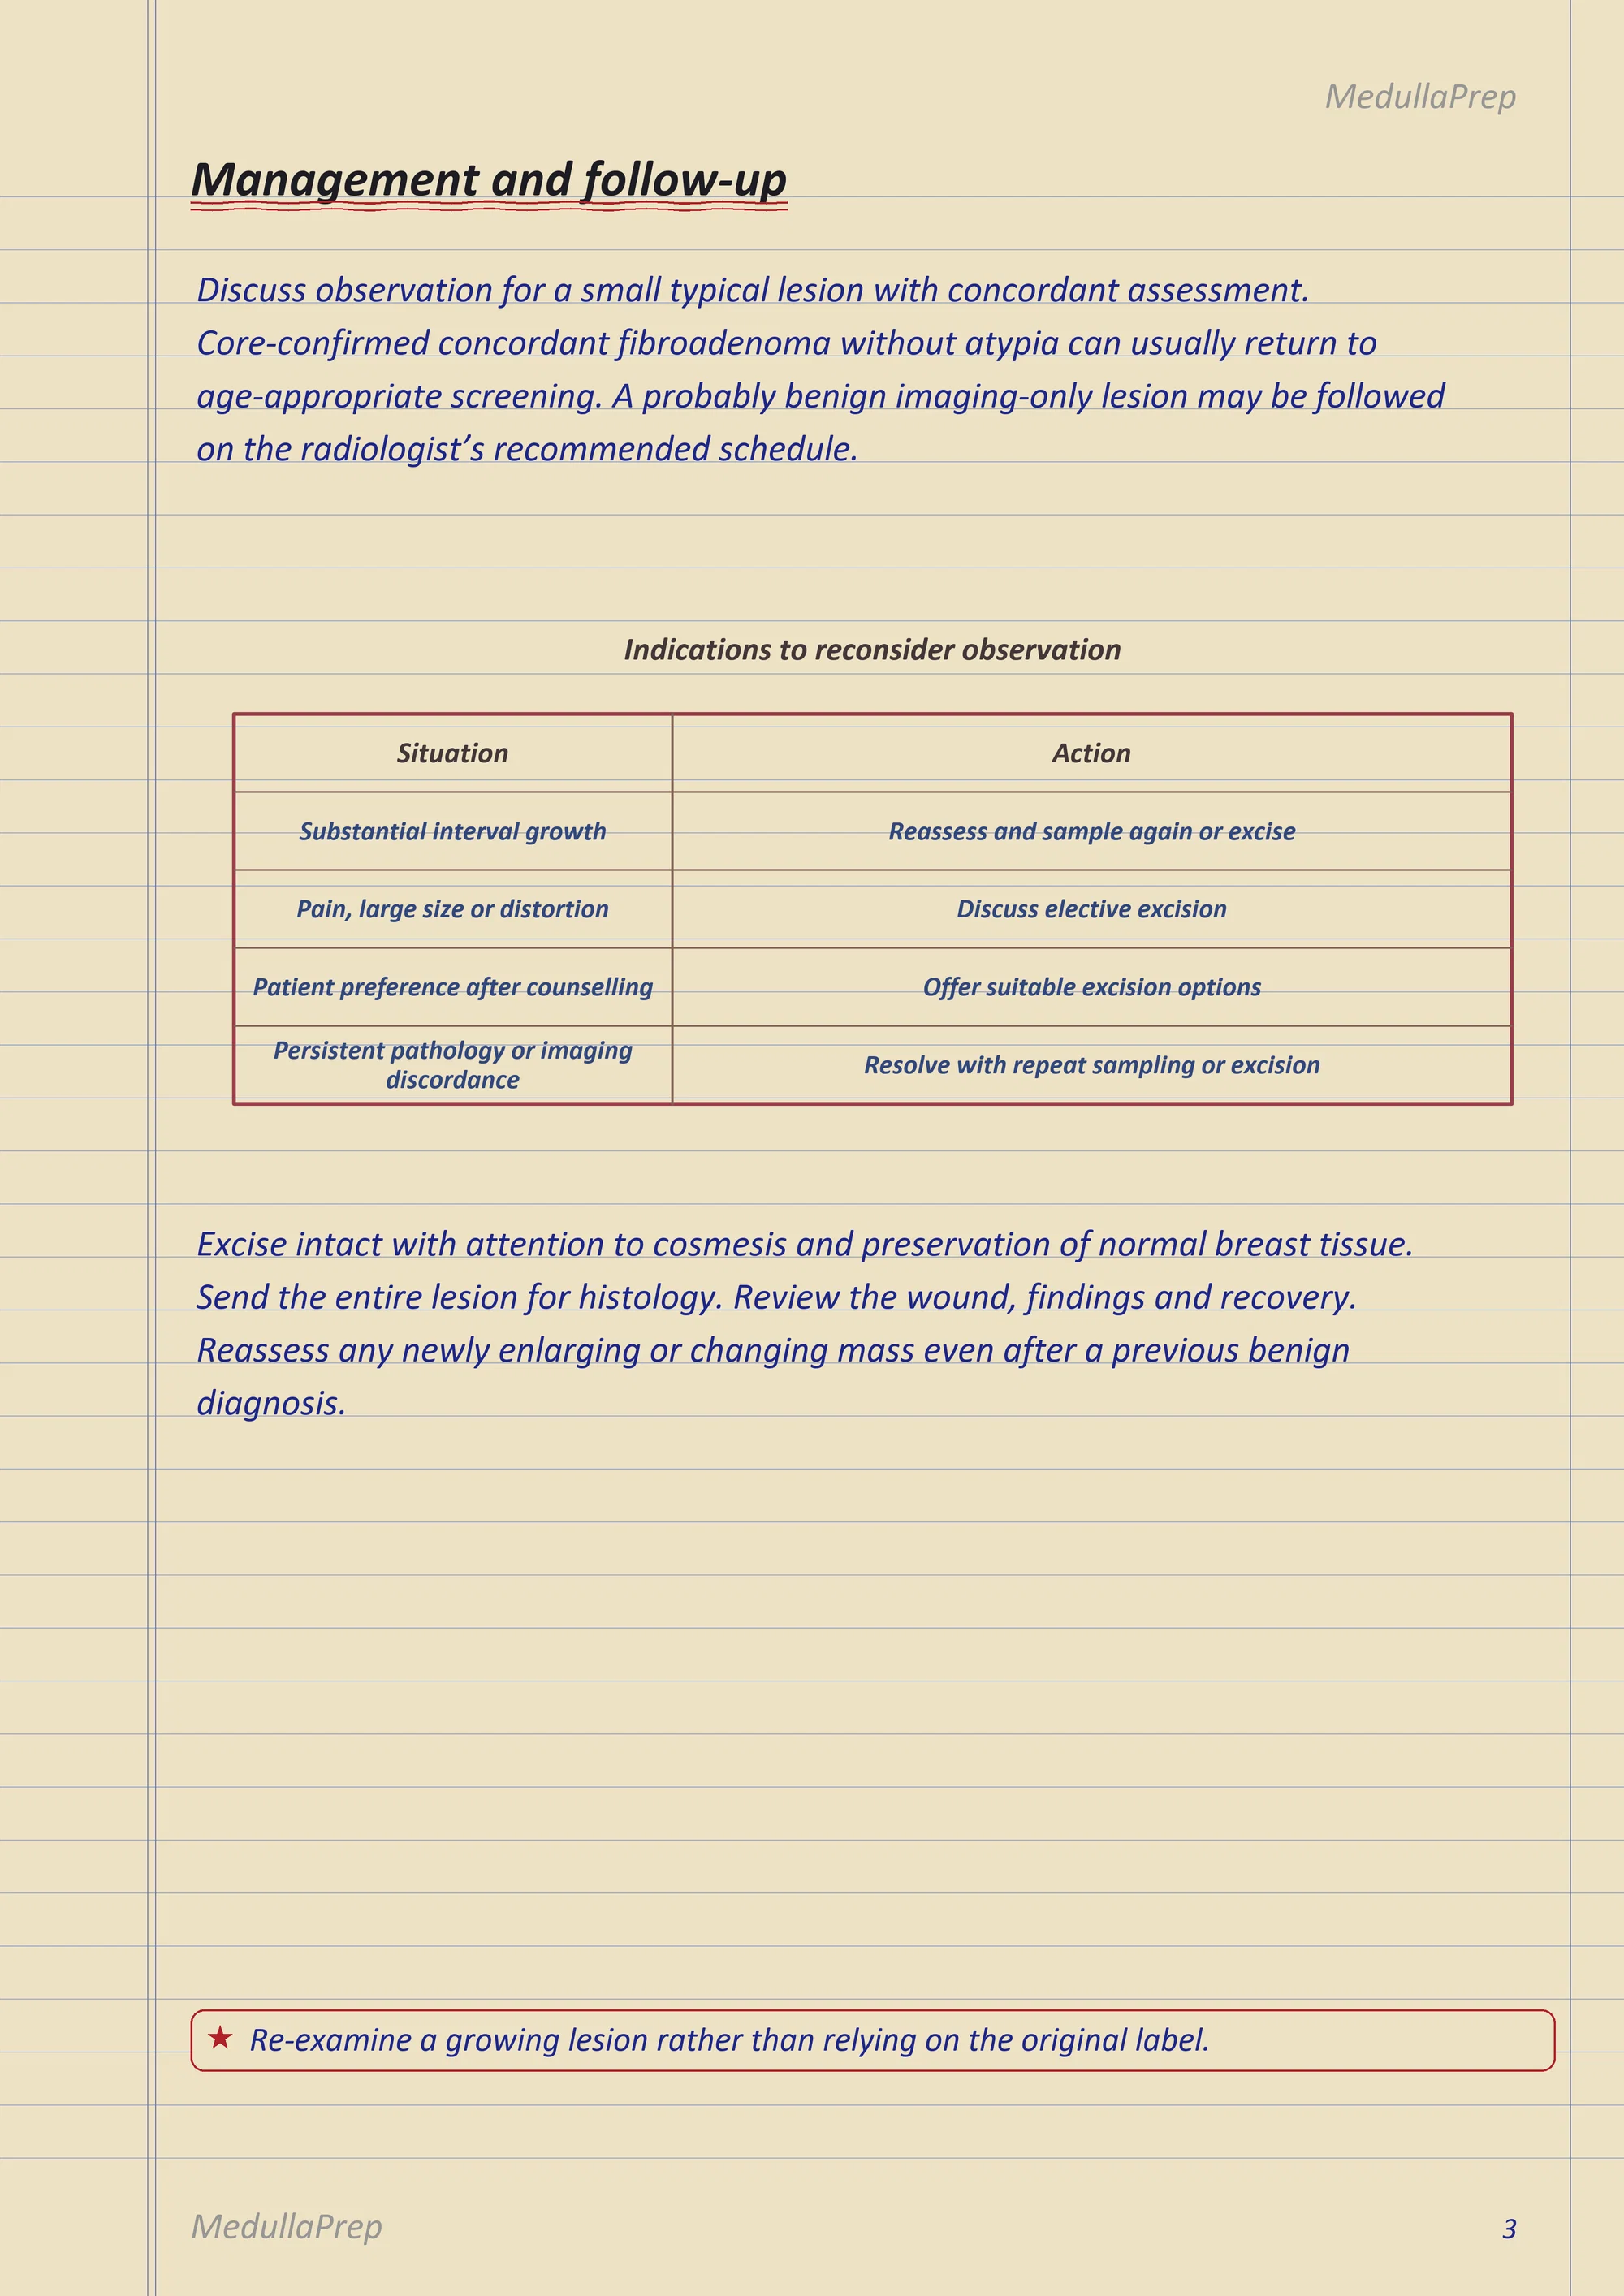 MedullaPrep
Management and follow-up
Discuss observation for a small typical lesion with concordant assessment.
Core-confirmed concordant fibroadenoma without atypia can usually return to
age-appropriate screening. A probably benign imaging-only lesion may be followed
on the radiologist’s recommended schedule.
Indications to reconsider observation
Situation
Action
Substantial interval growth
Reassess and sample again or excise
Pain, large size or distortion
Discuss elective excision
Patient preference after counselling
Offer suitable excision options
Persistent pathology or imaging
discordance
Resolve with repeat sampling or excision
Excise intact with attention to cosmesis and preservation of normal breast tissue.
Send the entire lesion for histology. Review the wound, findings and recovery.
Reassess any newly enlarging or changing mass even after a previous benign
diagnosis.
★ Re-examine a growing lesion rather than relying on the original label.
MedullaPrep
3